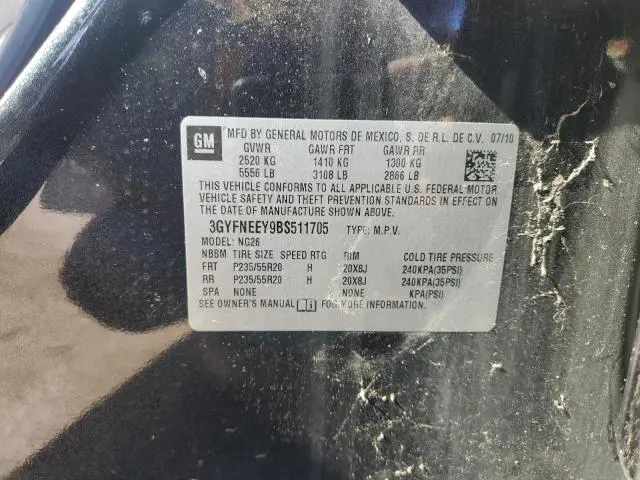 GM
MFD BY GENERAL MOTORS DE MEXICO, S. DE R.L. DE C.V. 07/10
GVWR GAWR FRT GAWR RR
2520 KG 1410 KG 1300 KG
5556 LB 3108 LB 2866 LB
THIS VEHICLE CONFORMS TO ALL APPLICABLE U.S. FEDERAL MOTOR
VEHICLE SAFETY AND THEFT PREVENTION STANDARDS IN EFFECT
ON THE DATE OF MANUFACTURE SHOWN ABOVE.
3GYFNEEY9BS511705 TYPE: M.P.V.
MODEL: NG26
NBBM TIRE SIZE SPEED RTG RIM COLD TIRE PRESSURE
FRT P235/55R20 H 20X8J 240KPA(35PSI)
RR P235/55R20 H 20X8J 240KPA(35PSI)
SPA NONE NONE KPA(PSI)
SEE OWNER'S MANUAL FOR MORE INFORMATION.